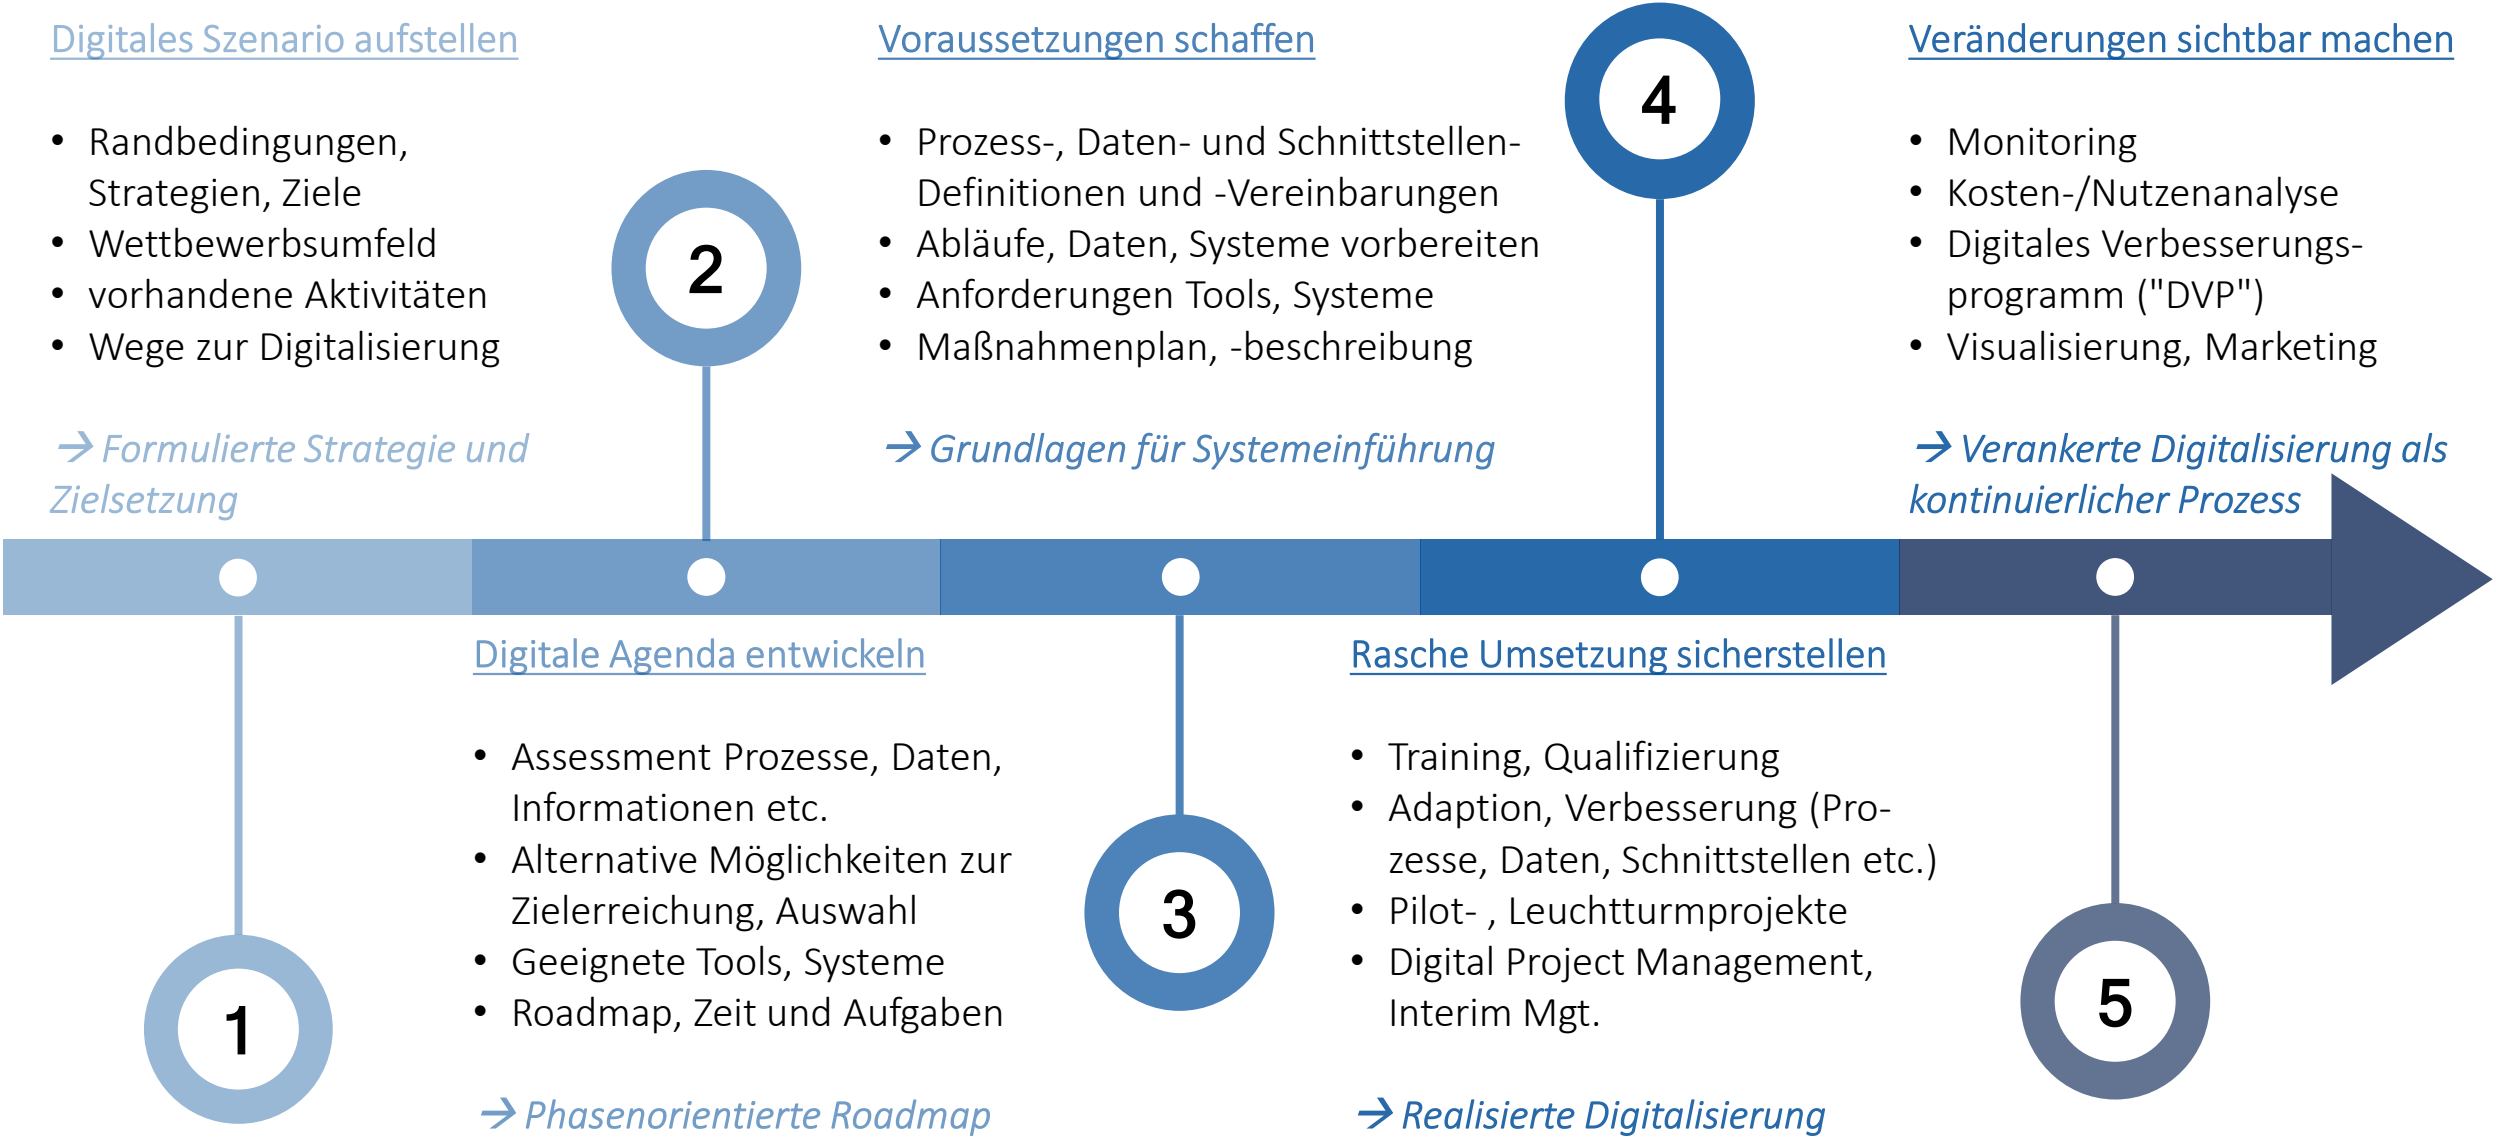 Digitales Szenario aufstellen
• Randbedingungen,
Strategien, Ziele
• Wettbewerbsumfeld
• vorhandene Aktivitäten
• Wege zur Digitalisierung
→ Formulierte Strategie und
Zielsetzung
1
2
Digitale Agenda entwickeln
• Assessment Prozesse, Daten,
Informationen etc.
• Alternative Möglichkeiten zur
Zielerreichung, Auswahl
• Geeignete Tools, Systeme
• Roadmap, Zeit und Aufgaben
→ Phasenorientierte Roadmap
Voraussetzungen schaffen
• Prozess-, Daten- und Schnittstellen-
Definitionen und -Vereinbarungen
• Abläufe, Daten, Systeme vorbereiten
• Anforderungen Tools, Systeme
• Maßnahmenplan, -beschreibung
→ Grundlagen für Systemeinführung
3
4
Rasche Umsetzung sicherstellen
• Training, Qualifizierung
• Adaption, Verbesserung (Pro-
zesse, Daten, Schnittstellen etc.)
• Pilot- , Leuchtturmprojekte
• Digital Project Management,
Interim Mgt.
→ Realisierte Digitalisierung
Veränderungen sichtbar machen
• Monitoring
• Kosten-/Nutzenanalyse
• Digitales Verbesserungs-
programm ("DVP")
• Visualisierung, Marketing
→ Verankerte Digitalisierung als
kontinuierlicher Prozess
5